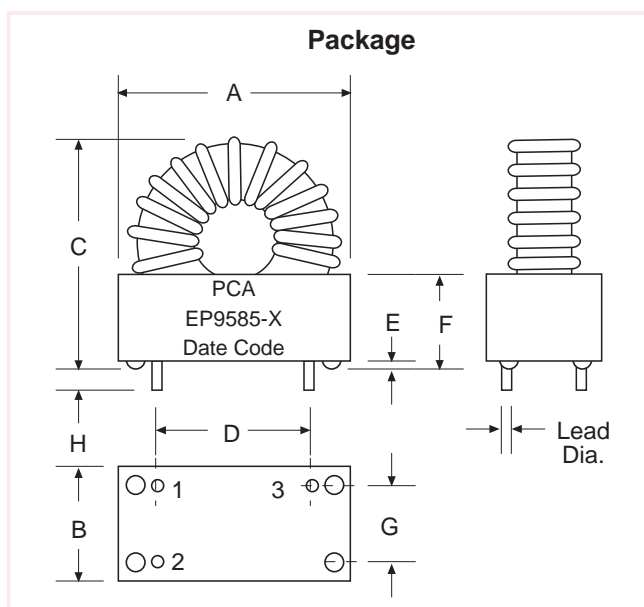 Package
A
C
PCA
EP9585-X
Date Code
E
F
H
D
Lead
Dia.
1
3
B
G
2